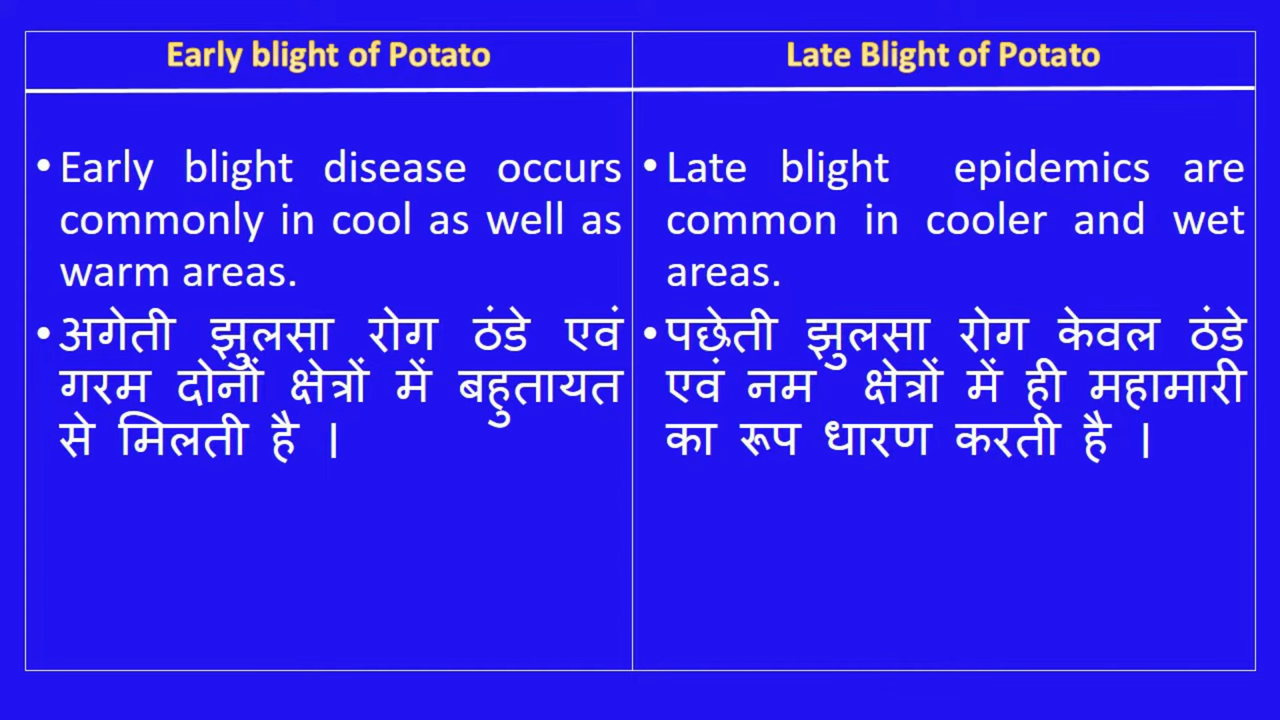 Early blight of Potato
Late Blight of Potato
• Early blight disease occurs
commonly in cool as well as
warm areas.
• अगेती झुलसा रोग ठंडे एवं
गरम दोनों क्षेत्रों में बहुतायत
से मिलती है ।
• Late blight epidemics are
common in cooler and wet
areas.
• पछेती झुलसा रोग केवल ठंडे
एवं नम क्षेत्रों में ही महामारी
का रूप धारण करती है ।